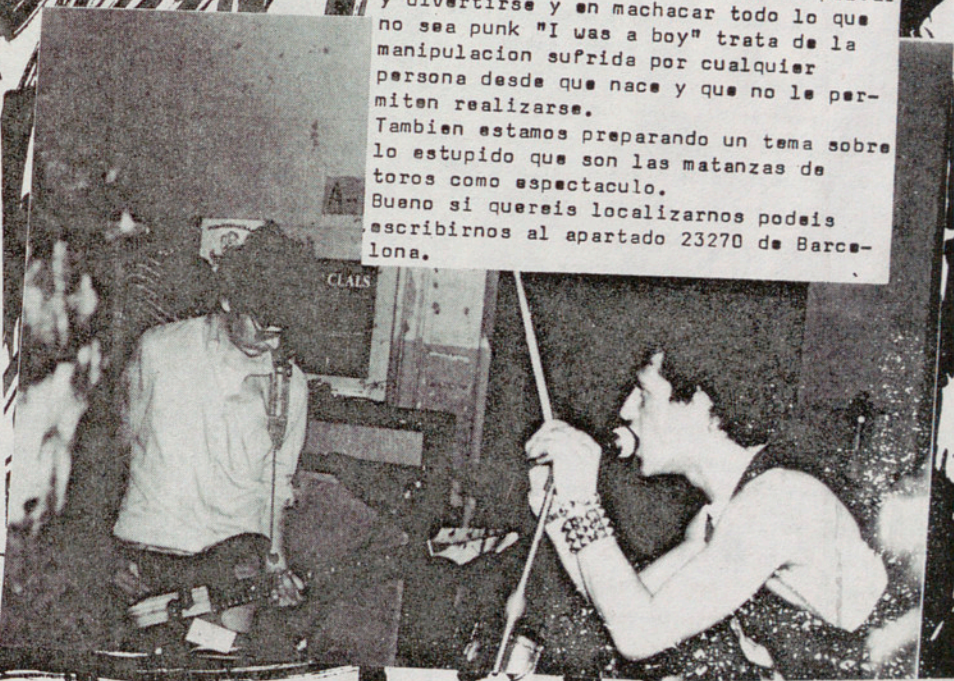 y divertirse y en machacar todo lo que
no sea punk "I was a boy" trata de la
manipulacion sufrida por cualquier
persona desde que nace y que no le per-
miten realizarse.
Tambien estamos preparando un tema sobre
lo estupido que son las matanzas de
toros como espectaculo.
Bueno si quereis localizarnos podeis
escribirnos al apartado 23270 de Barce-
lona.
CLALS